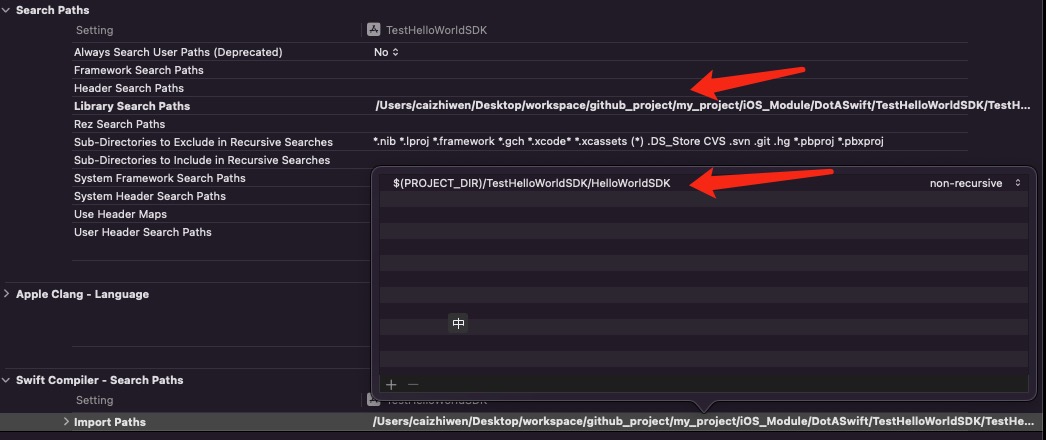 Search Paths
Setting TestHelloWorldSDK
Always Search User Paths (Deprecated) No
Framework Search Paths
Header Search Paths
Library Search Paths /Users/caizhiwen/Desktop/workspace/github_project/my_project/iOS_Module/DotASwift/TestHelloWorldSDK/TestH...
Rez Search Paths
Sub-Directories to Exclude in Recursive Searches *.nib *.lproj *.framework *.gch *.xcode* *.xcassets (*) .DS_Store CVS .svn .git .hg *.pbproj *.pbxproj
Sub-Directories to Include in Recursive Searches
System Framework Search Paths
$(PROJECT_DIR)/TestHelloWorldSDK/HelloWorldSDK non-recursive
System Header Search Paths
Use Header Maps
User Header Search Paths
Apple Clang - Language
中
Swift Compiler - Search Paths
Setting TestHelloWorldSDK
Import Paths /Users/caizhiwen/Desktop/workspace/github_project/my_project/iOS_Module/DotASwift/TestHelloWorldSDK/TestHe...